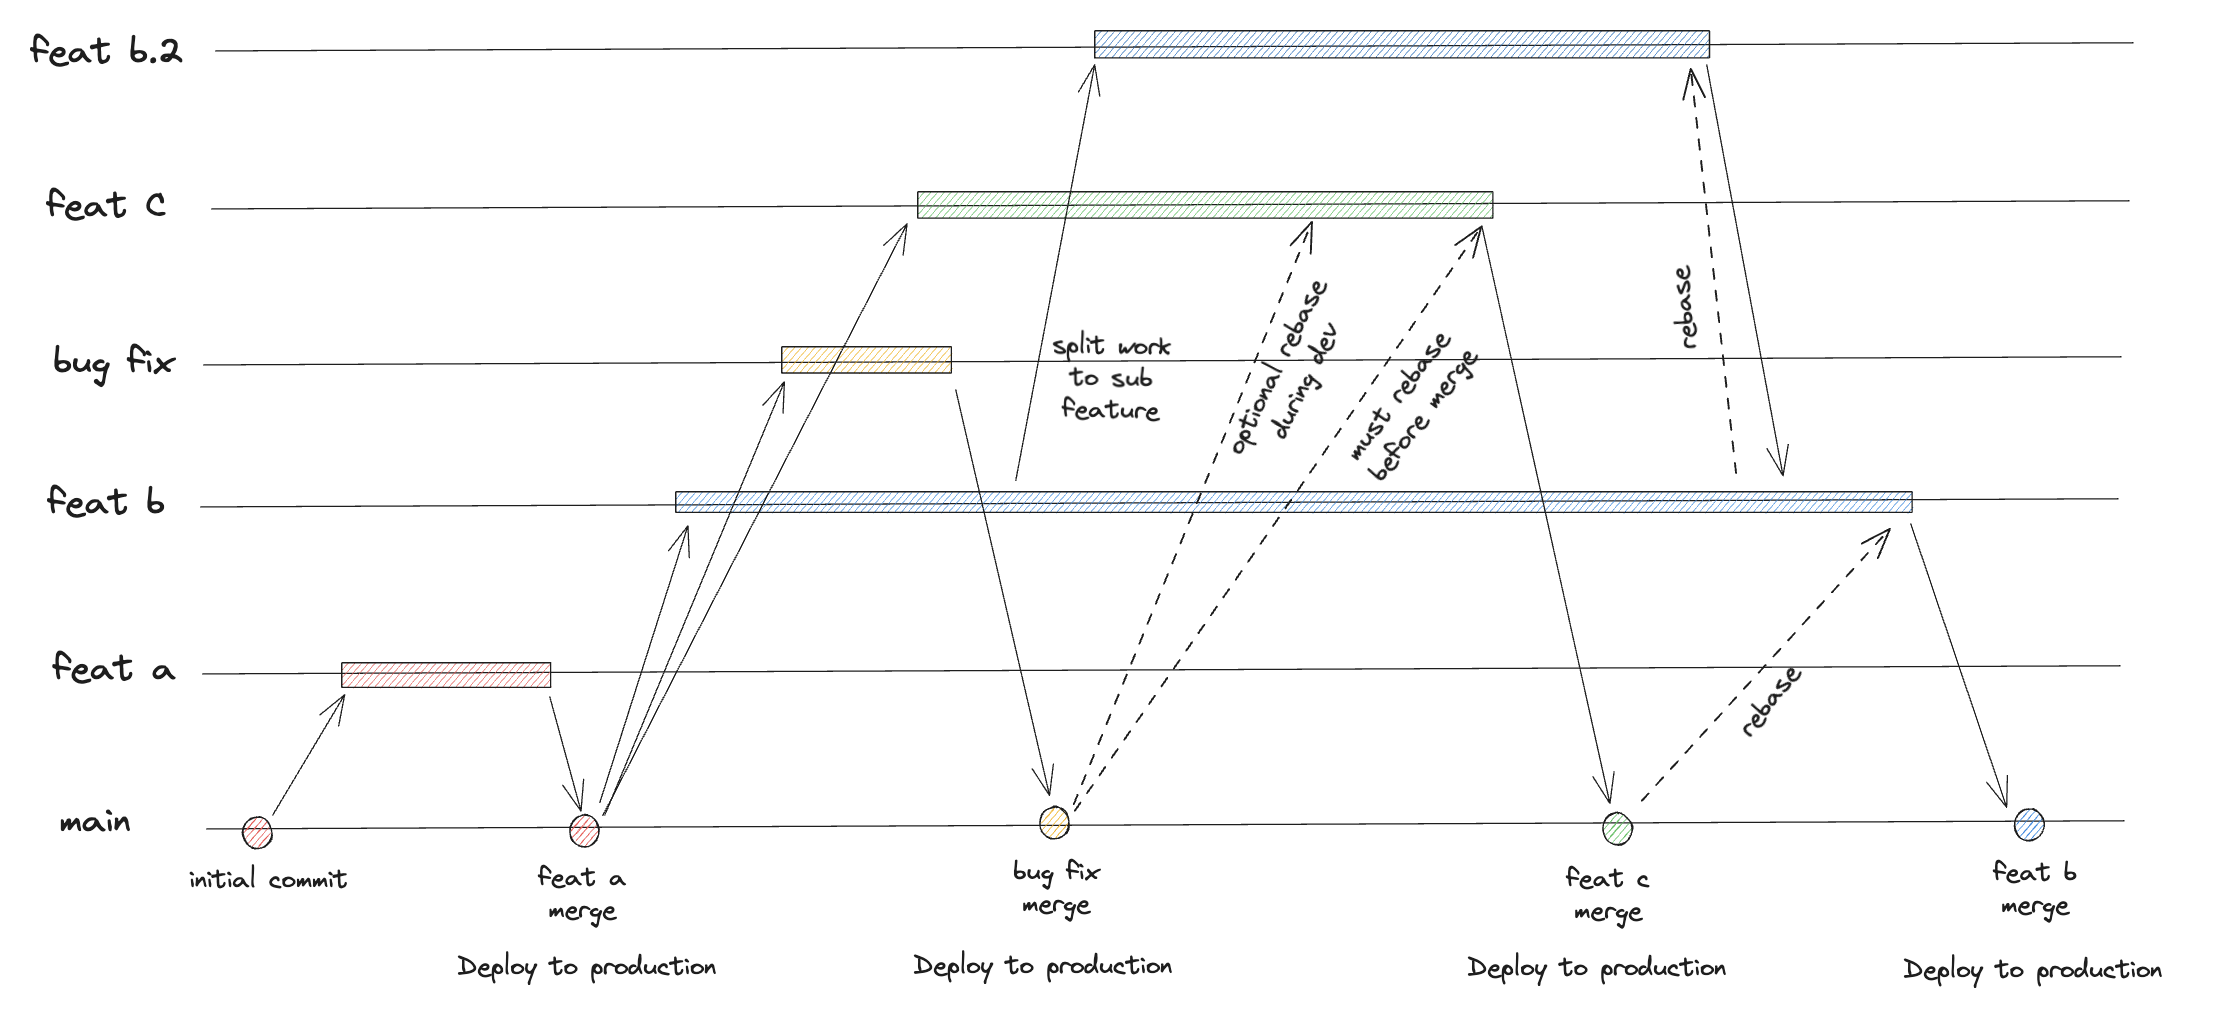 feat b.2
feat c
bug fix
split work
to sub
feature
optional rebase
during dev
must rebase
before merge
rebase
feat b
feat a
rebase
main
initial commit
feat a
merge
Deploy to production
bug fix
merge
Deploy to production
feat c
merge
Deploy to production
feat b
merge
Deploy to production